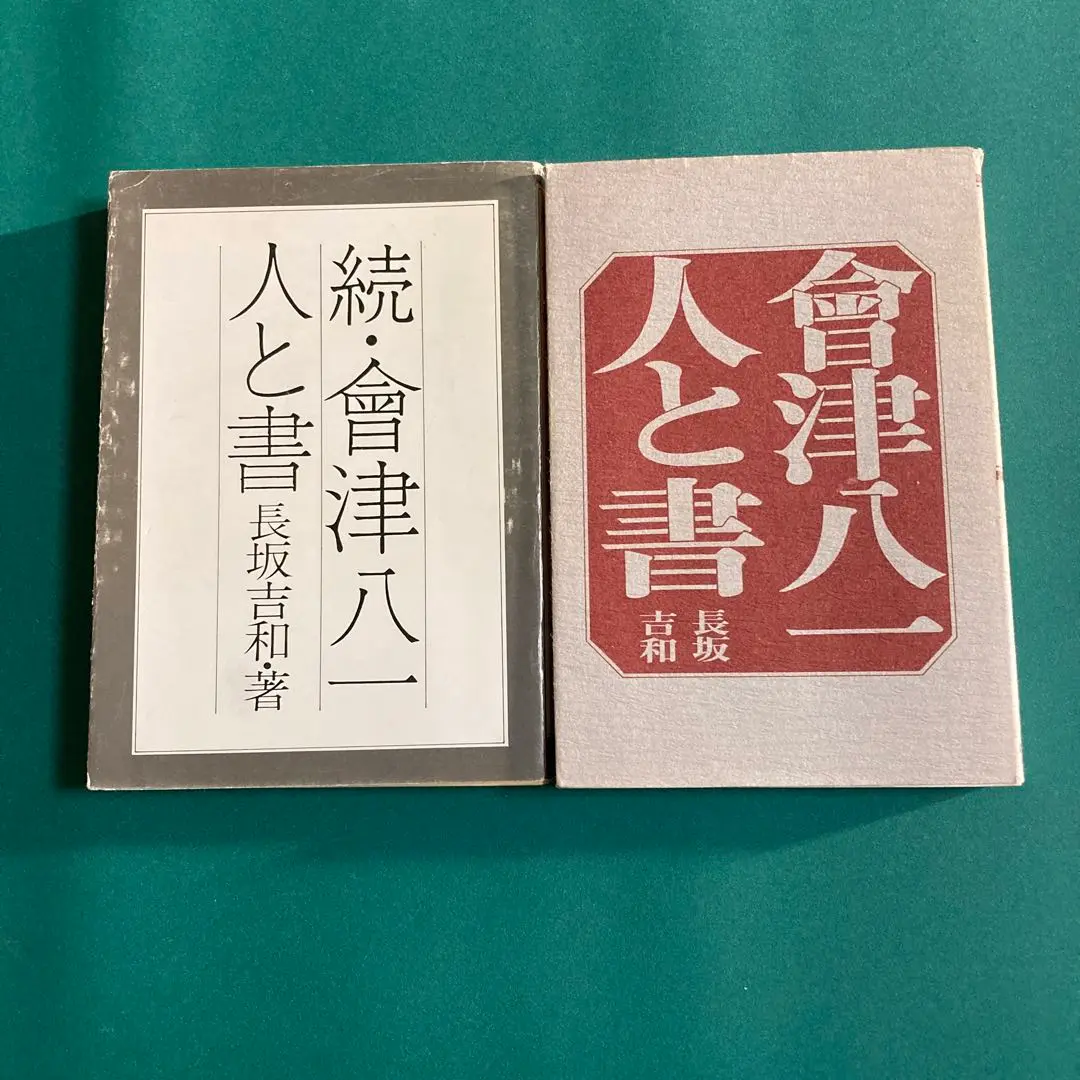 続・會津八一
人と書 長坂吉和・著
會津八一
人と書
長坂
吉和